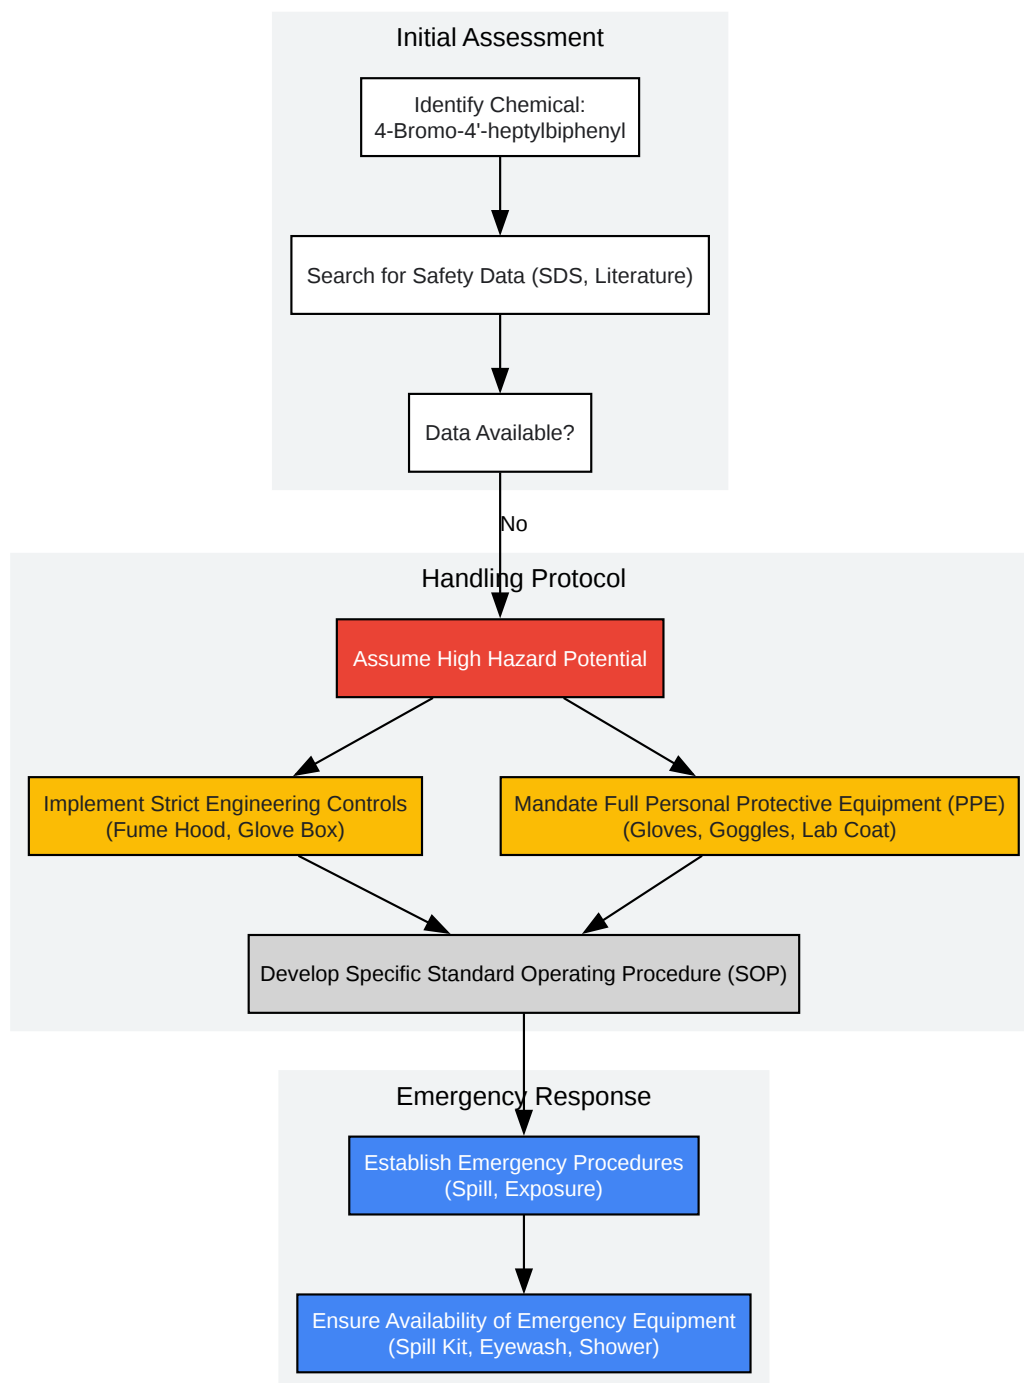 Initial Assessment
Identify Chemical:
4-Bromo-4'-heptylbiphenyl
Search for Safety Data (SDS, Literature)
Data Available?
No
Handling Protocol
Assume High Hazard Potential
Implement Strict Engineering Controls
(Fume Hood, Glove Box)
Mandate Full Personal Protective Equipment (PPE)
(Gloves, Goggles, Lab Coat)
Develop Specific Standard Operating Procedure (SOP)
Emergency Response
Establish Emergency Procedures
(Spill, Exposure)
Ensure Availability of Emergency Equipment
(Spill Kit, Eyewash, Shower)